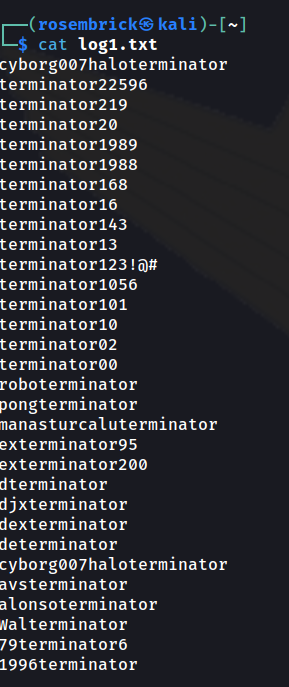 ┌──(rosembrick㉿kali)-[~]
└─$ cat log1.txt
cyborg007haloterminator
terminator22596
terminator219
terminator20
terminator1989
terminator1988
terminator168
terminator16
terminator143
terminator13
terminator123!@#
terminator1056
terminator101
terminator10
terminator02
terminator00
roboterminator
pongterminator
manasturcaluterminator
exterminator95
exterminator200
dterminator
djxterminator
dexterminator
determinator
cyborg007haloterminator
avsterminator
alonsoterminator
Walterminator
79terminator6
1996terminator